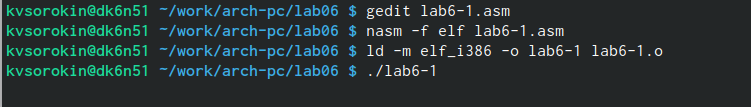 kvsorokin@dk6n51 ~/work/arch-pc/lab06 $ gedit lab6-1.asm
kvsorokin@dk6n51 ~/work/arch-pc/lab06 $ nasm -f elf lab6-1.asm
kvsorokin@dk6n51 ~/work/arch-pc/lab06 $ ld -m elf_i386 -o lab6-1 lab6-1.o
kvsorokin@dk6n51 ~/work/arch-pc/lab06 $ ./lab6-1